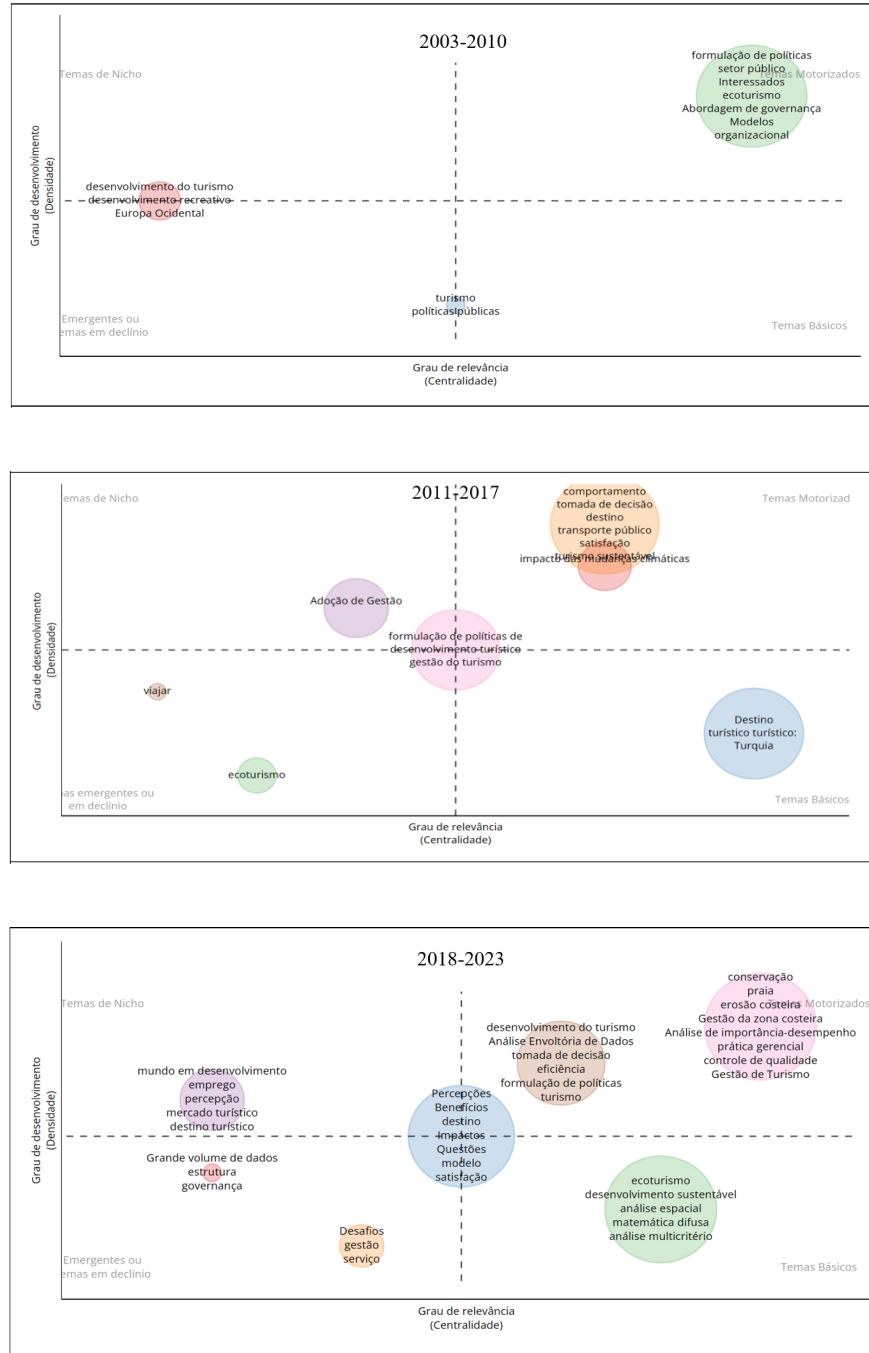 2003-2010
Temas de Nicho
formulação de políticas
setor público
Temas Motorizados
Interessados
ecoturismo
Abordagem de governança
Modelos
organizacional
Grau de desenvolvimento
(Densidade)
desenvolvimento do turismo
desenvolvimento recreativo
Europa Ocidental
turismo
políticas públicas
Emergentes ou
emas em declínio
Temas Básicos
Grau de relevância
(Centralidade)
2011-2017
emas de Nicho
Temas Motorizad
comportamento
tomada de decisão
destino
transporte público
satisfação
turismo sustentável
impacto das mudanças climáticas
Adoção de Gestão
Grau de desenvolvimento
(Densidade)
formulação de políticas de
desenvolvimento turístico
gestão do turismo
viajar
Destino
turístico turístico:
Turquia
ecoturismo
as emergentes ou
em declínio
Temas Básicos
Grau de relevância
(Centralidade)
2018-2023
Temas de Nicho
Temas Motorizados
conservação
praia
erosão costeira
Gestão da zona costeira
Análise de importância-desempenho
prática gerencial
controle de qualidade
Gestão de Turismo
desenvolvimento do turismo
Análise Envoltória de Dados
tomada de decisão
eficiência
formulação de políticas
turismo
mundo em desenvolvimento
emprego
percepção
mercado turístico
destino turístico
Percepções
Benefícios
destino
Impactos
Questões
modelo
satisfação
Grau de desenvolvimento
(Densidade)
Grande volume de dados
estrutura
governança
ecoturismo
desenvolvimento sustentável
análise espacial
matemática difusa
análise multicritério
Desafios
gestão
serviço
Emergentes ou
emas em declínio
Temas Básicos
Grau de relevância
(Centralidade)